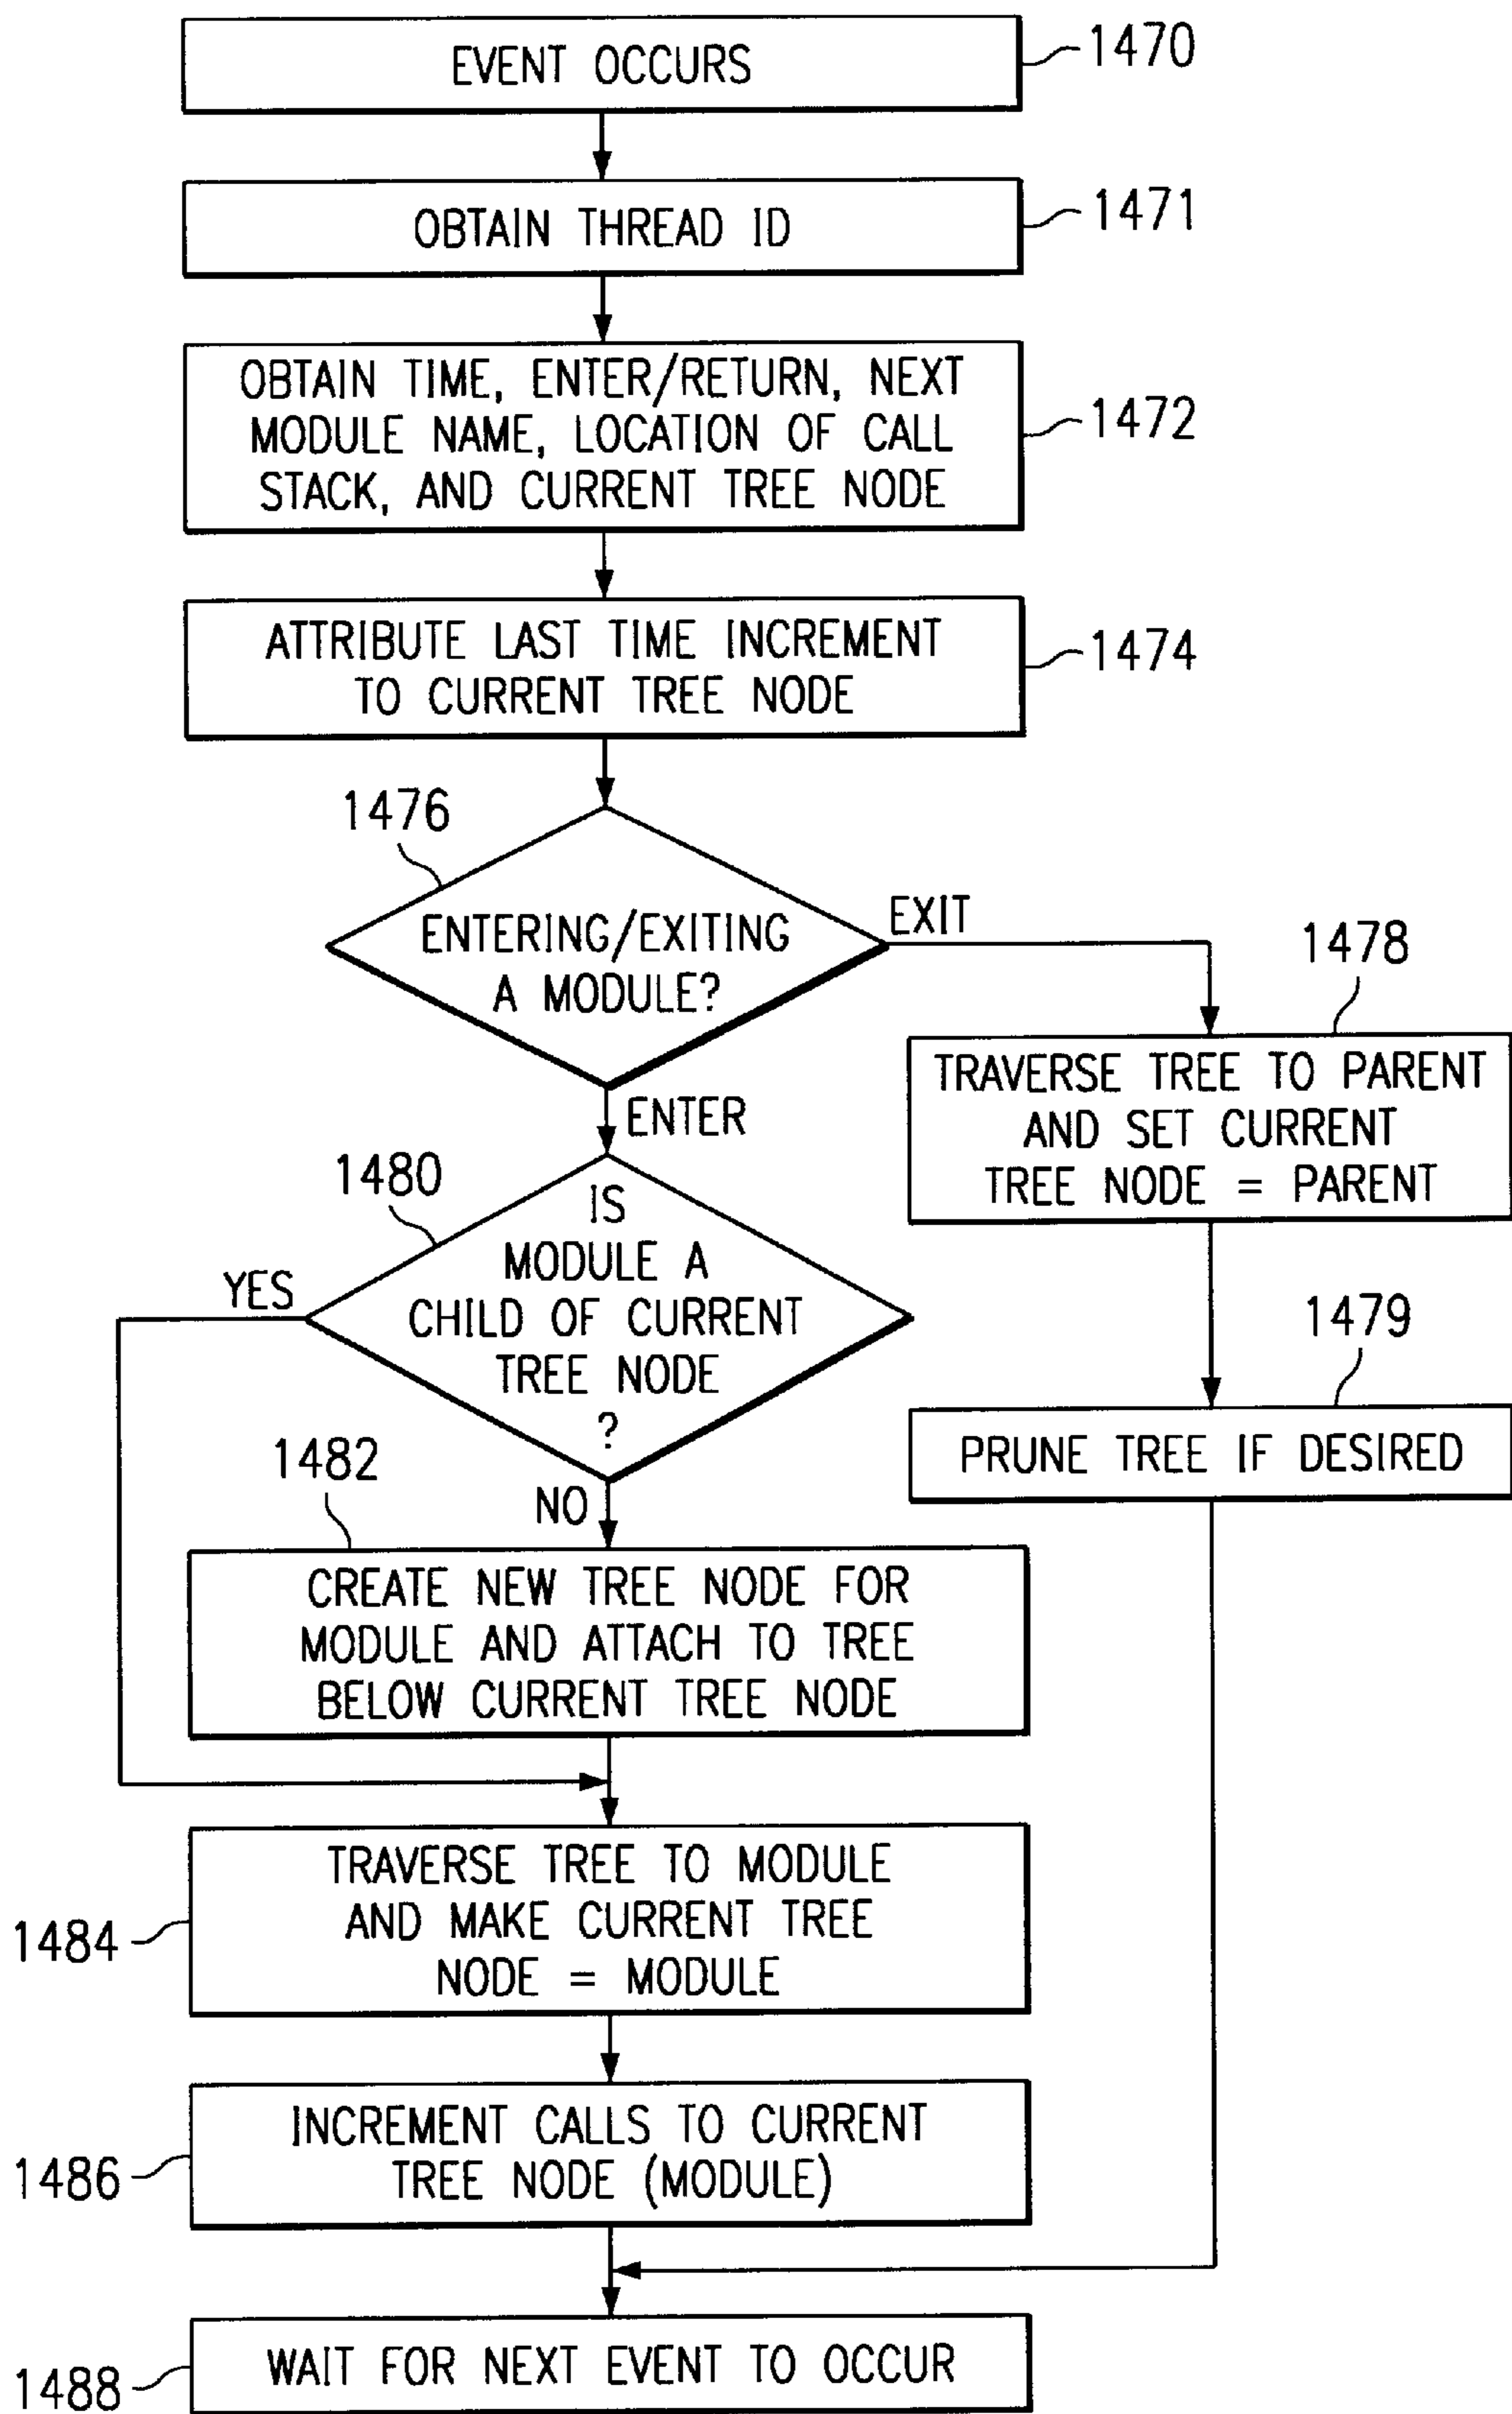 EVENT OCCURS
1470
OBTAIN THREAD ID
1471
OBTAIN TIME, ENTER/RETURN, NEXT
MODULE NAME, LOCATION OF CALL
STACK, AND CURRENT TREE NODE
1472
ATTRIBUTE LAST TIME INCREMENT
TO CURRENT TREE NODE
1474
1476
ENTERING/EXITING
A MODULE?
EXIT
1478
TRAVERSE TREE TO PARENT
AND SET CURRENT
TREE NODE = PARENT
ENTER
1480
IS
MODULE A
CHILD OF CURRENT
TREE NODE
?
YES
1479
PRUNE TREE IF DESIRED
NO
1482
CREATE NEW TREE NODE FOR
MODULE AND ATTACH TO TREE
BELOW CURRENT TREE NODE
TRAVERSE TREE TO MODULE
AND MAKE CURRENT TREE
NODE = MODULE
1484
INCREMENT CALLS TO CURRENT
TREE NODE (MODULE)
1486
WAIT FOR NEXT EVENT TO OCCUR
1488